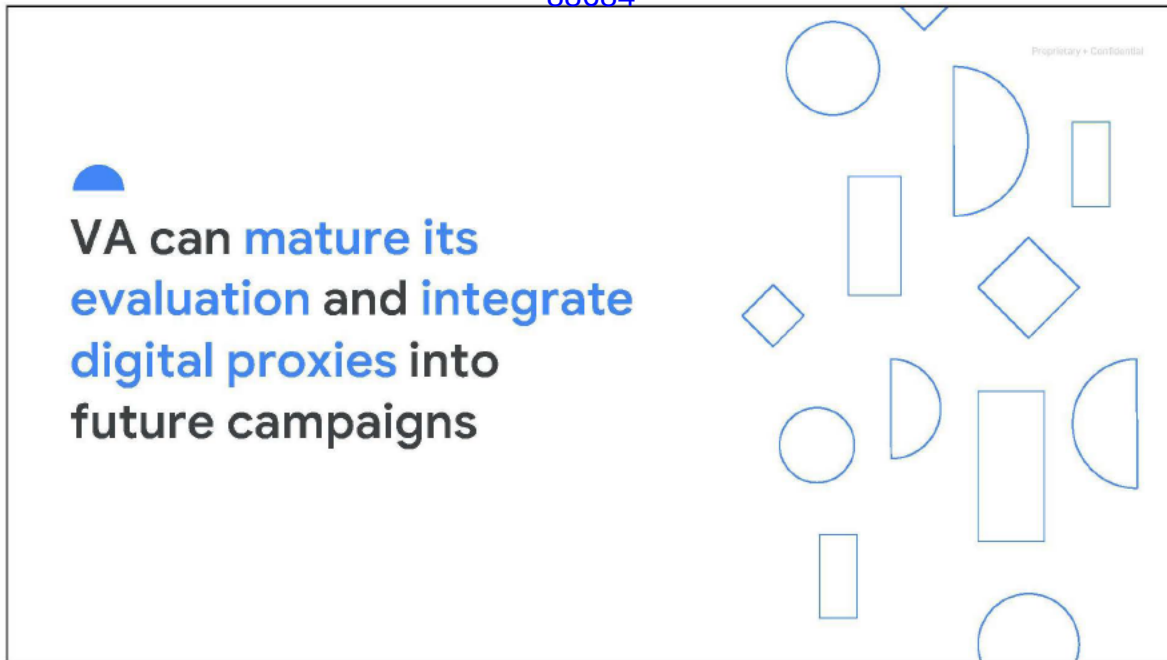 Proprietary + Confidential
VA can mature its
evaluation and integrate
digital proxies into
future campaigns